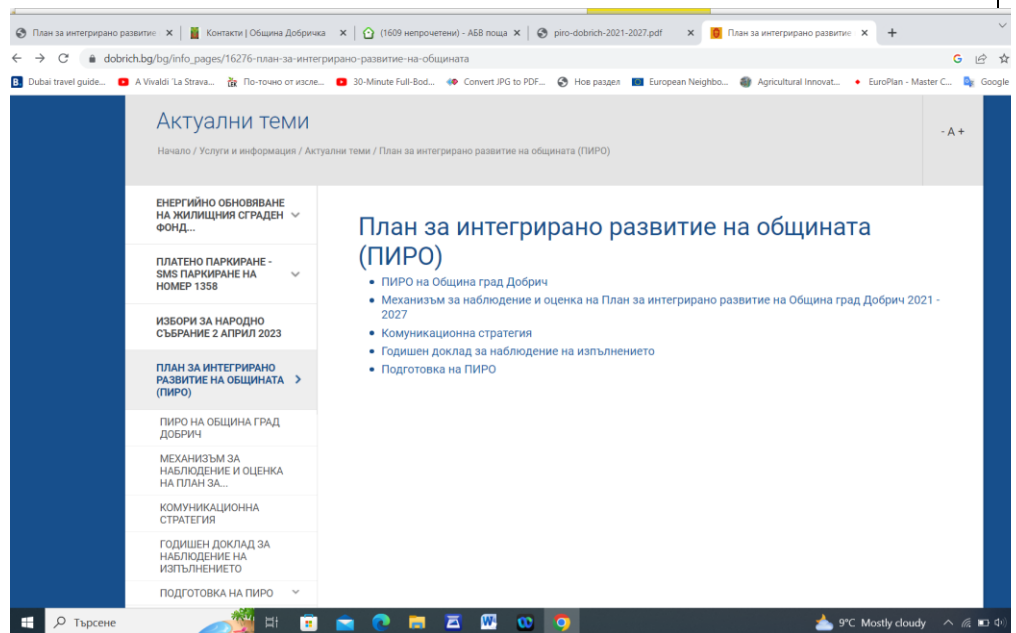 План за интегрирано развитие
Контакти | Община Добричка
(1609 непрочетени) - АБВ поща
piro-dobrich-2021-2027.pdf
План за интегрирано развитие
dobrich.bg/bg/info_pages/16276-план-за-интегрирано-развитие-на-общината
Dubai travel guide...
A Vivaldi 'La Strava...
По-точно от изсле...
30-Minute Full-Bod...
Convert JPG to PDF...
Нов раздел
European Neighbo...
Agricultural Innovat...
EuroPlan - Master C...
Google
Актуални теми
- A +
Начало / Услуги и информация / Актуални теми / План за интегрирано развитие на общината (ПИРО)
ЕНЕРГИЙНО ОБНОВЯВАНЕ
НА ЖИЛИЩНИЯ СГРАДЕН
ФОНД...
ПЛАТЕНО ПАРКИРАНЕ -
SMS ПАРКИРАНЕ НА
НОМЕР 1358
ИЗБОРИ ЗА НАРОДНО
СЪБРАНИЕ 2 АПРИЛ 2023
ПЛАН ЗА ИНТЕГРИРАНО
РАЗВИТИЕ НА ОБЩИНАТА
(ПИРО)
ПИРО НА ОБЩИНА ГРАД
ДОБРИЧ
МЕХАНИЗЪМ ЗА
НАБЛЮДЕНИЕ И ОЦЕНКА
НА ПЛАН ЗА...
КОМУНИКАЦИОННА
СТРАТЕГИЯ
ГОДИШЕН ДОКЛАД ЗА
НАБЛЮДЕНИЕ НА
ИЗПЪЛНЕНИЕТО
ПОДГОТОВКА НА ПИРО
План за интегрирано развитие на общината
(ПИРО)
ПИРО на Община град Добрич
Механизъм за наблюдение и оценка на План за интегрирано развитие на Община град Добрич 2021 -
2027
Комуникационна стратегия
Годишен доклад за наблюдение на изпълнението
Подготовка на ПИРО
Търсене
9°C Mostly cloudy